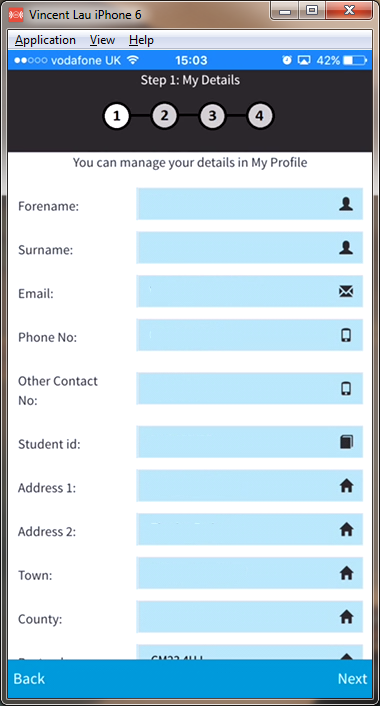 Vincent Lau iPhone 6
Application View Help
vodafone UK 15:03 42%
Step 1: My Details
1 2 3 4
You can manage your details in My Profile
Forename:
Surname:
Email:
Phone No:
Other Contact
No:
Student id:
Address 1:
Address 2:
Town:
County:
Back Next